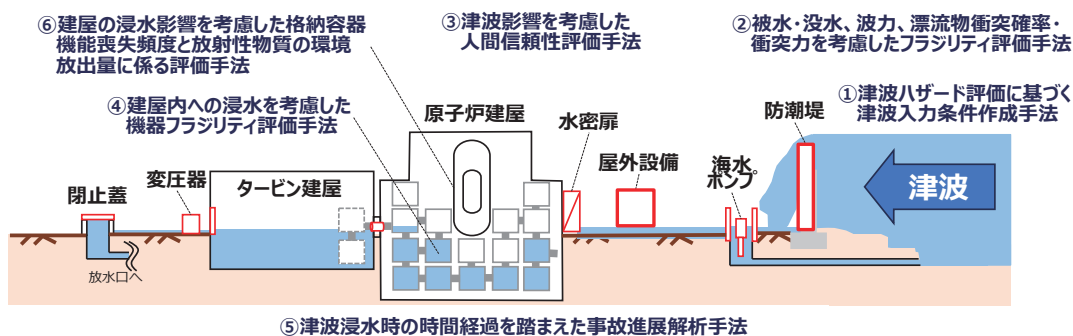 ⑥建屋の浸水影響を考慮した格納容器
機能喪失頻度と放射性物質の環境
放出量に係る評価手法
③津波影響を考慮した
人間信頼性評価手法
②被水・没水、波力、漂流物衝突確率・
衝突力を考慮したフラジリティ評価手法
①津波ハザード評価に基づく
津波入力条件作成手法
④建屋内への浸水を考慮した
機器フラジリティ評価手法
原子炉建屋
水密扉
防潮堤
屋外設備
海水
ポンプ
津波
閉止蓋
変圧器
タービン建屋
放水口へ
⑤津波浸水時の時間経過を踏まえた事故進展解析手法